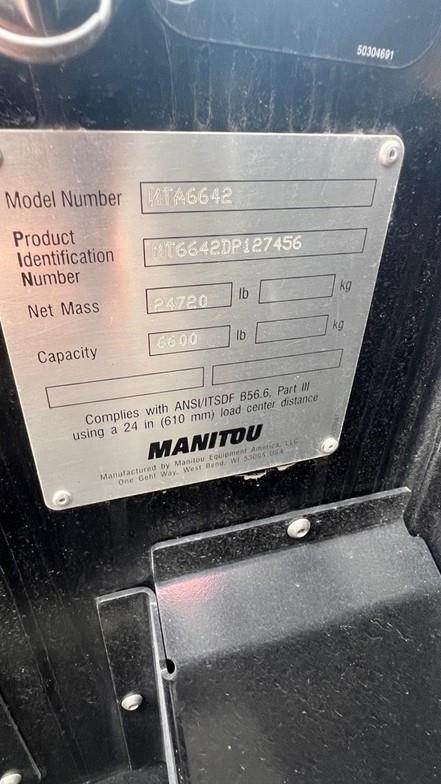 50304691
Model Number MTA6642
Product
Identification MT6642DP127456
Number
Net Mass 24720 lb kg
Capacity 6600 lb kg
Complies with ANSI/ITSDF B56.6, Part III
using a 24 in (610 mm) load center distance
MANITOU
Manufactured by Manitou Equipment America, LLC
One Gehl Way, West Bend, WI 53095 USA